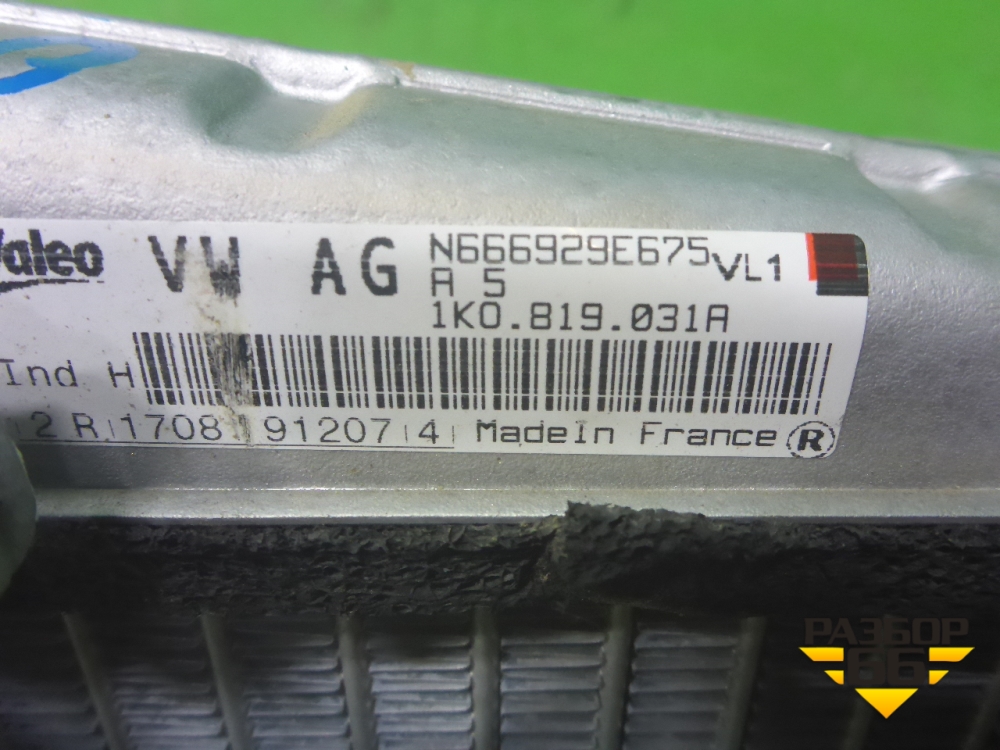 Valeo VW AG N666929E675 VL1
A 5
1K0.819.031A
Ind H
2 R 1708 91207 4 MadeIn France R
РАЗБОР
66